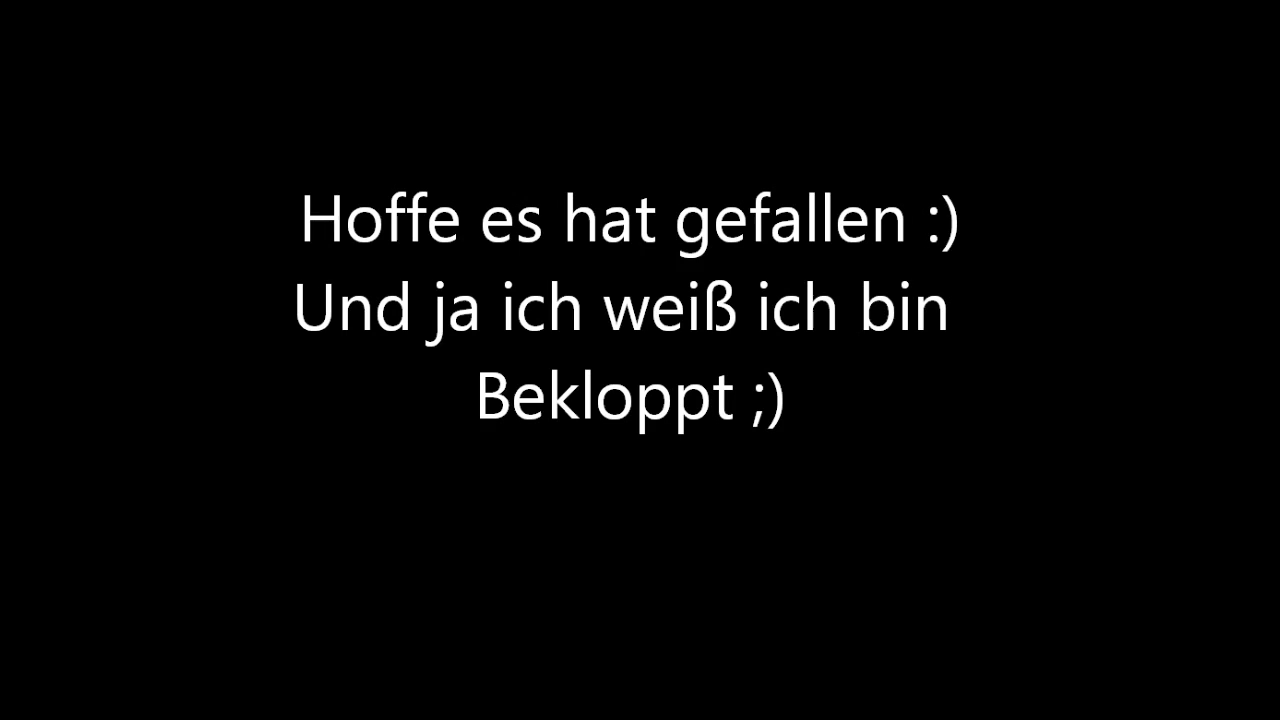 Hoffe es hat gefallen :)
Und ja ich weiß ich bin
Bekloppt ;)